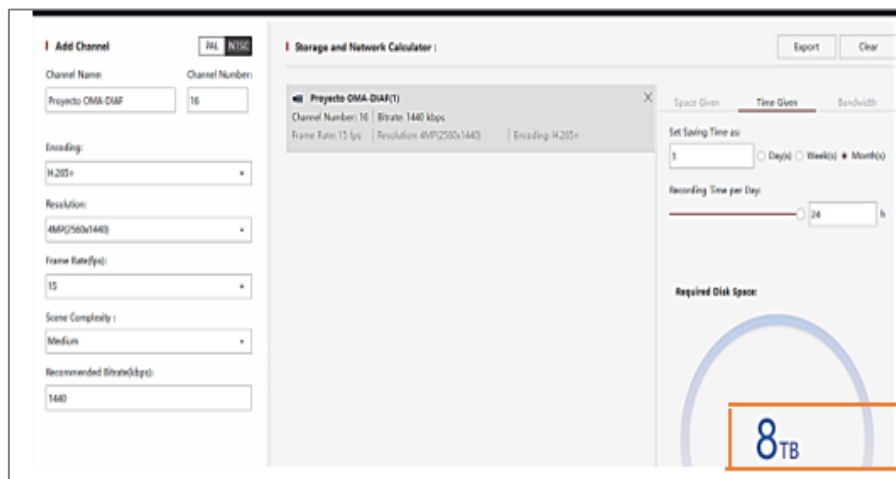 Add Channel
PAL NTSC
Channel Name:
Channel Number:
Proyecto OMA-DIAF
16
Encoding:
H.265+
Resolution:
4MP(2560x1440)
Frame Rate(fps):
15
Scene Complexity :
Medium
Recommended Bitrate(kbps):
1440
Storage and Network Calculator :
Export
Clear
Proyecto OMA-DIAF(1)
X
Channel Number: 16 | Bitrate: 1440 kbps
Frame Rate: 15 fps | Resolution: 4MP(2560x1440) | Encoding: H.265+
Space Given
Time Given
Bandwidth
Set Saving Time as:
1
Day(s)
Week(s)
Month(s)
Recording Time per Day:
24
h
Required Disk Space:
8TB